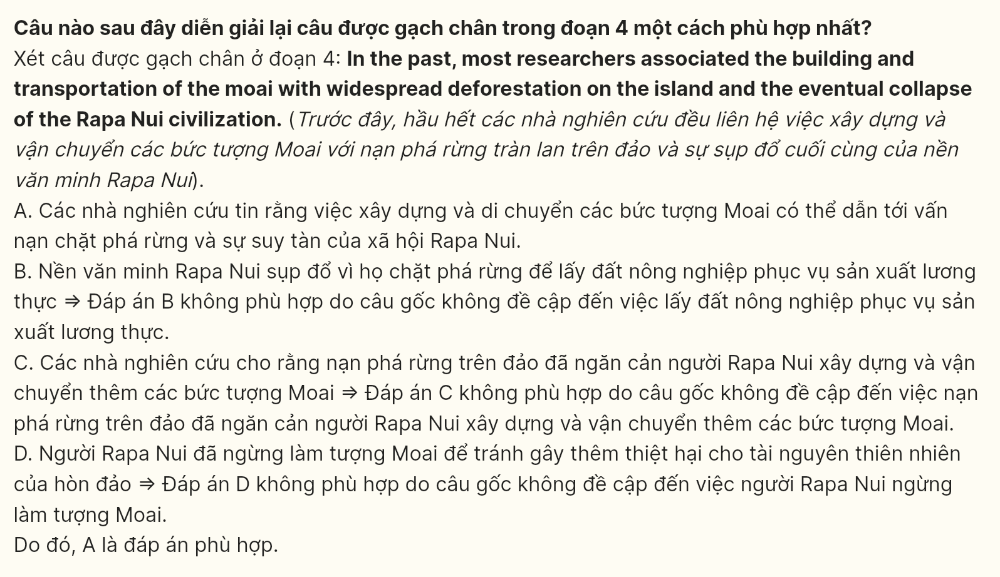 Câu nào sau đây diễn giải lại câu được gạch chân trong đoạn 4 một cách phù hợp nhất?
Xét câu được gạch chân ở đoạn 4: In the past, most researchers associated the building and
transportation of the moai with widespread deforestation on the island and the eventual collapse
of the Rapa Nui civilization. (Trước đây, hầu hết các nhà nghiên cứu đều liên hệ việc xây dựng và
vận chuyển các bức tượng Moai với nạn phá rừng tràn lan trên đảo và sự sụp đổ cuối cùng của nền
văn minh Rapa Nui).
A. Các nhà nghiên cứu tin rằng việc xây dựng và di chuyển các bức tượng Moai có thể dẫn tới vấn
nạn chặt phá rừng và sự suy tàn của xã hội Rapa Nui.
B. Nền văn minh Rapa Nui sụp đổ vì họ chặt phá rừng để lấy đất nông nghiệp phục vụ sản xuất lương
thực ⇒ Đáp án B không phù hợp do câu gốc không đề cập đến việc lấy đất nông nghiệp phục vụ sản
xuất lương thực.
C. Các nhà nghiên cứu cho rằng nạn phá rừng trên đảo đã ngăn cản người Rapa Nui xây dựng và vận
chuyển thêm các bức tượng Moai ⇒ Đáp án C không phù hợp do câu gốc không đề cập đến việc nạn
phá rừng trên đảo đã ngăn cản người Rapa Nui xây dựng và vận chuyển thêm các bức tượng Moai.
D. Người Rapa Nui đã ngừng làm tượng Moai để tránh gây thêm thiệt hại cho tài nguyên thiên nhiên
của hòn đảo ⇒ Đáp án D không phù hợp do câu gốc không đề cập đến việc người Rapa Nui ngừng
làm tượng Moai.
Do đó, A là đáp án phù hợp.